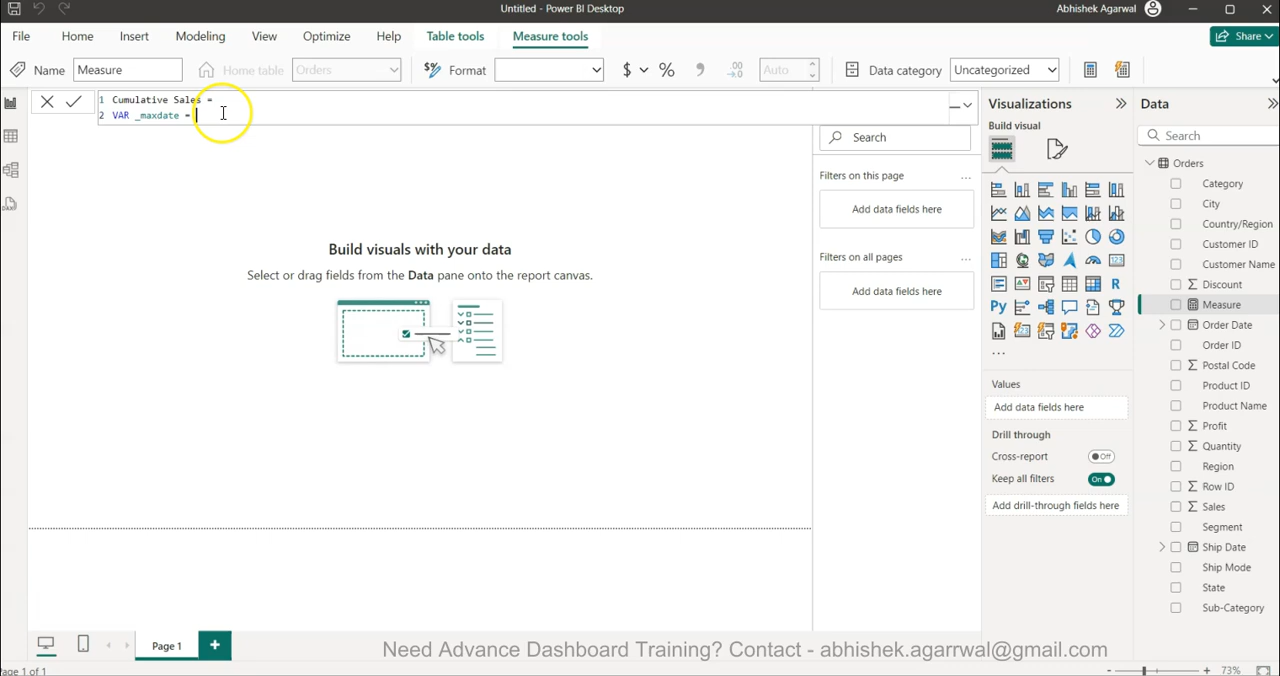 Untitled - Power BI Desktop
Abhishek Agarwal
File Home Insert Modeling View Optimize Help Table tools Measure tools
Share
Name Measure Home table Orders Format $ % Auto Data category Uncategorized
1 Cumulative Sales =
2 VAR _maxdate =
Visualizations
Data
Search
Build visual
Search
Filters on this page
...
Add data fields here
Filters on all pages
...
Add data fields here
Build visuals with your data
Select or drag fields from the Data pane onto the report canvas.
R
Py
...
Values
Add data fields here
Drill through
Cross-report Off
Keep all filters On
Add drill-through fields here
Orders
Category
City
Country/Region
Customer ID
Customer Name
Discount
Measure
Order Date
Order ID
Postal Code
Product ID
Product Name
Profit
Quantity
Region
Row ID
Sales
Segment
Ship Date
Ship Mode
State
Sub-Category
Page 1
Need Advance Dashboard Training? Contact - abhishek.agarrwal@gmail.com
age 1 of 1
- + 73%